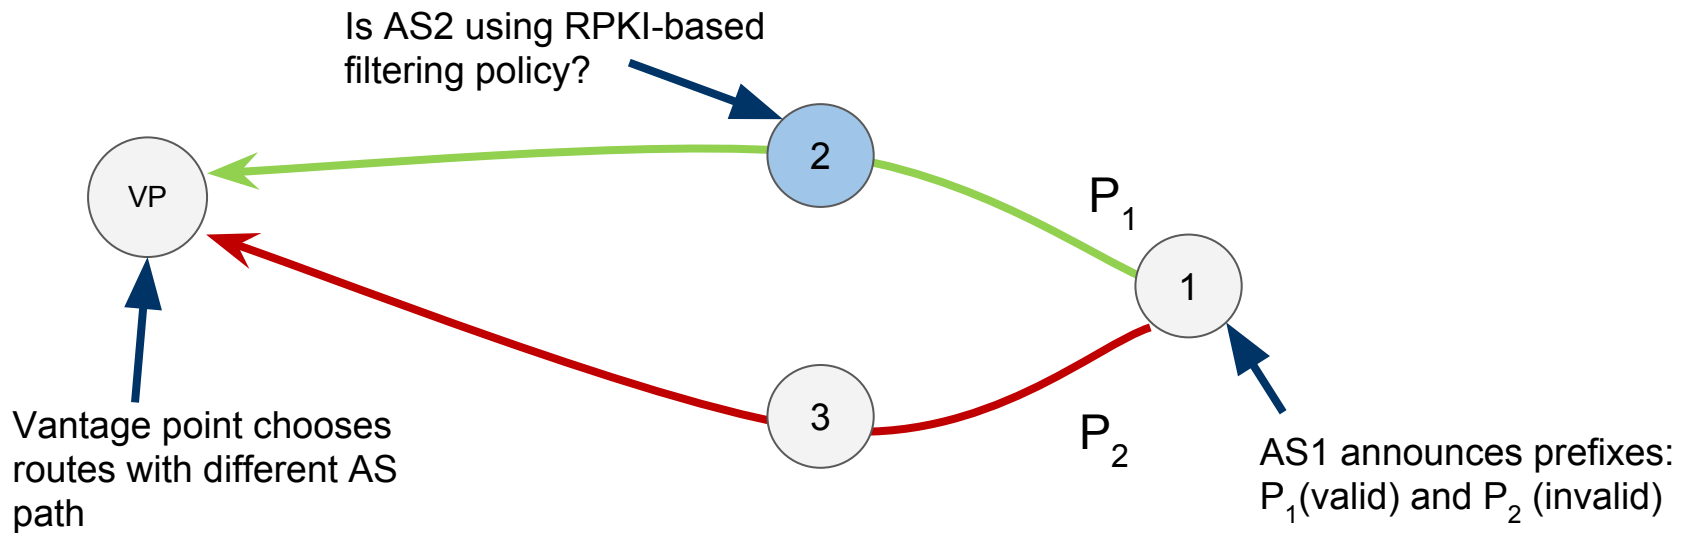 Is AS2 using RPKI-based
filtering policy?
2
VP
P1
1
3
P2
Vantage point chooses
routes with different AS
path
AS1 announces prefixes:
P1(valid) and P2 (invalid)